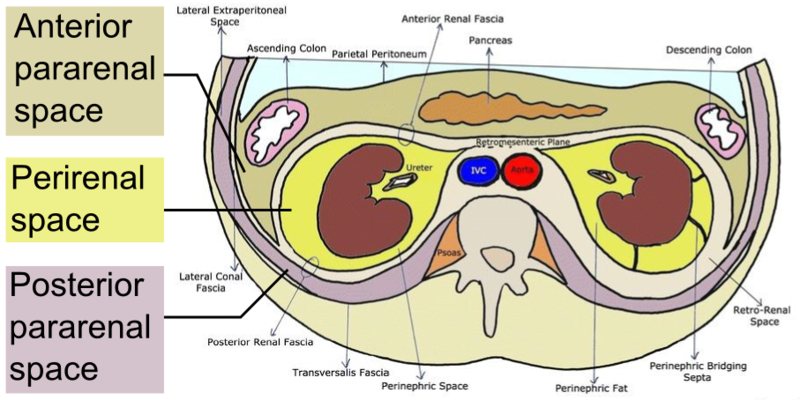 Anterior
pararenal
space
Perirenal
space
Posterior
pararenal
space
Lateral Extraperitoneal
Space
Ascending Colon
Parietal Peritoneum
Anterior Renal Fascia
Pancreas
Descending Colon
Retromesenteric Plane
Ureter
IVC
Aorta
Psoas
Lateral Conal
Fascia
Posterior Renal Fascia
Transversalis Fascia
Perinephric Space
Perinephric Fat
Perinephric Bridging
Septa
Retro-Renal
Space